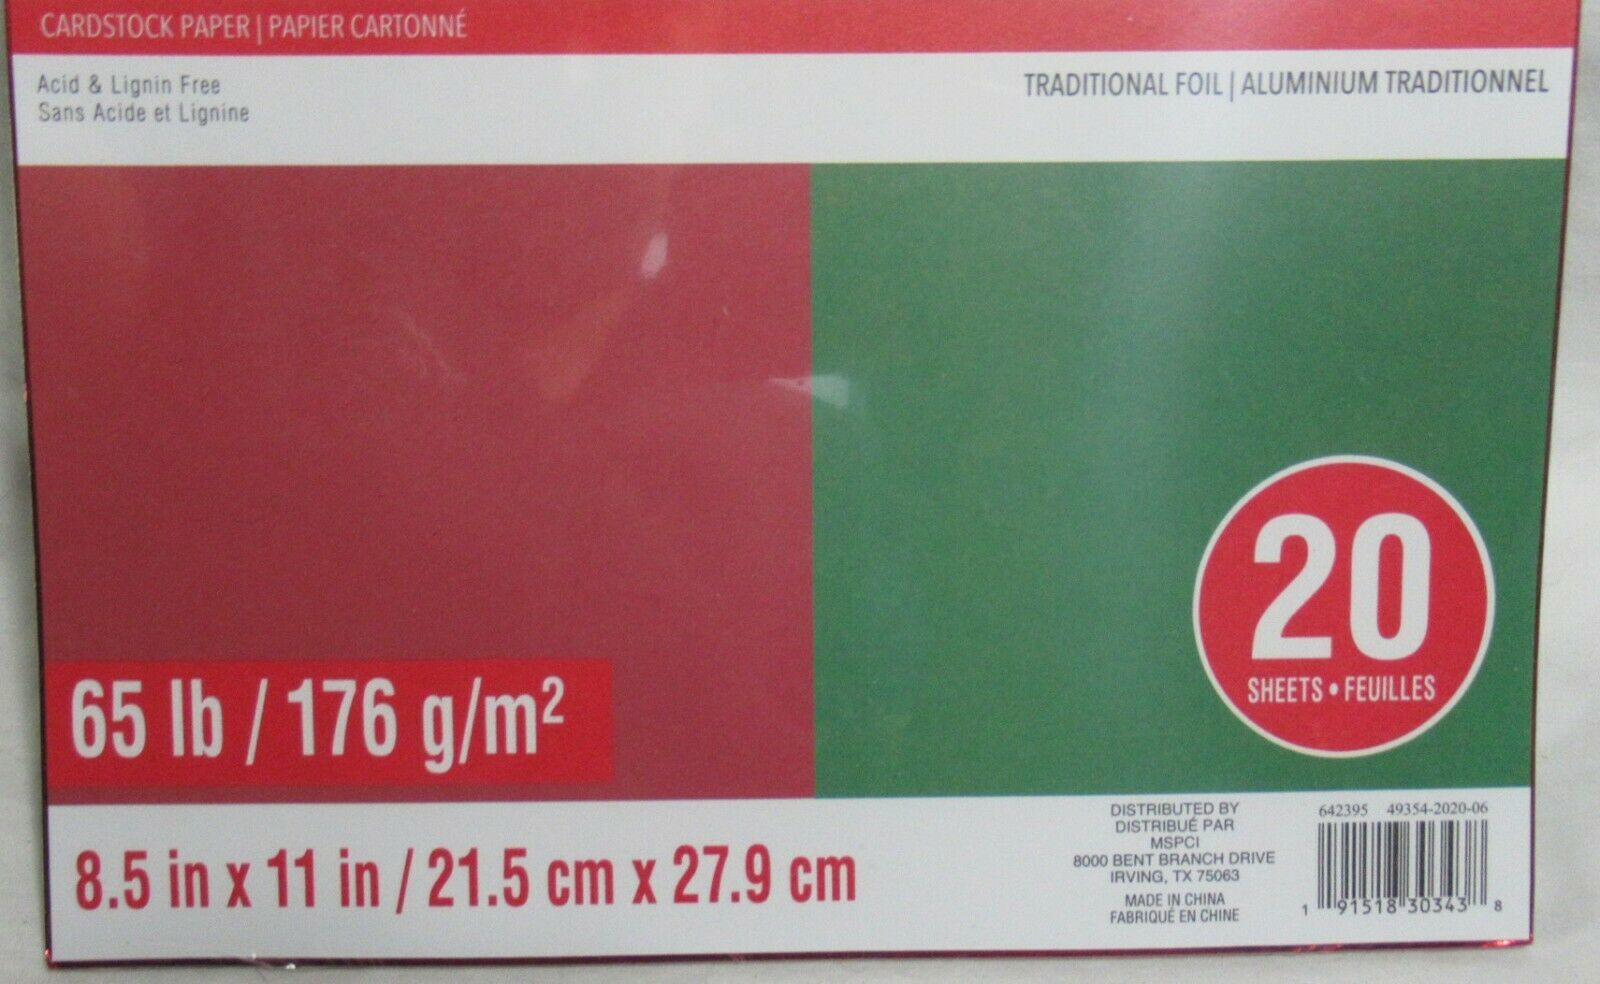 CARDSTOCK PAPER | PAPIER CARTONNÉ
Acid & Lignin Free
Sans Acide et Lignine
TRADITIONAL FOIL | ALUMINIUM TRADITIONNEL
20
SHEETS • FEUILLES
65 lb / 176 g/m²
8.5 in x 11 in / 21.5 cm x 27.9 cm
DISTRIBUTED BY
DISTRIBUÉ PAR
MSPCI
8000 BENT BRANCH DRIVE
IRVING, TX 75063
MADE IN CHINA
FABRIQUÉ EN CHINE
642395 49354-2020-06
1 91518 30343 8